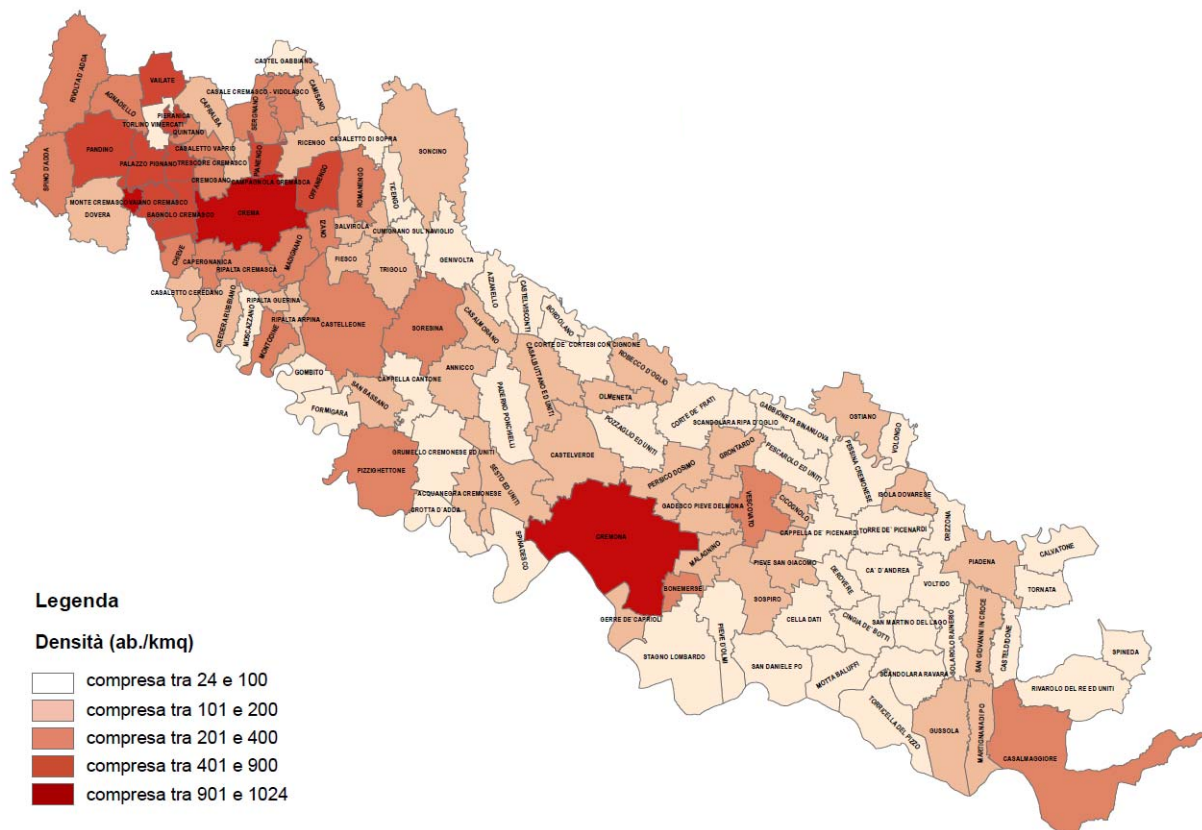 CASTEL GABBIANO
RIVOLTA D'ADDA
VAILATE
CASALE CREMASCO - VIDOLASCO
CAMISANO
AGNADELLO
CAPRALBA
SERGNANO
PIERANICA
TORLINO VIMERCATI
QUINTANO
RICENGO
CASALETTO DI SOPRA
SONCINO
PANDINO
CASALETTO VAPRIO
PIANENGO
PALAZZO PIGNANO
TRESCORE CREMASCO
SPINO D'ADDA
CREMOSANO
CAMPAGNOLA CREMASCA
OFFANENGO
ROMANENGO
TICENGO
MONTE CREMASCO
VAIANO CREMASCO
DOVERA
BAGNOLO CREMASCO
CREMA
IZANO
SALVIROLA
CUMIGNANO SUL NAVIGLIO
CHIEVE
CAPERGNANICA
RIPALTA CREMASCA
MADIGNANO
FIESCO
TRIGOLO
GENIVOLTA
AZZANELLO
CASALETTO CEREDANO
CREDERA RUBBIANO
MOSCAZZANO
RIPALTA GUERINA
RIPALTA ARPINA
MONTODINE
CASTELLEONE
SORESINA
CASALMORANO
CASTELVISCONTI
BORDOLANO
CORTE DE' CORTESI CON CIGNONE
ROBECCO D'OGLIO
CASALBUTTANO ED UNITI
GOMBITO
CAPPELLA CANTONE
ANNICCO
SAN BASSANO
PADERNO PONCHIELLI
OLMENETA
FORMIGARA
POZZAGLIO ED UNITI
CORTE DE' FRATI
SCANDOLARA RIPA D'OGLIO
GABBIONETA BINANUOVA
OSTIANO
VOLONGO
GRUMELLO CREMONESE ED UNITI
CASTELVERDE
PERSICO DOSIMO
GRONTARDO
PESCAROLO ED UNITI
PESSINA CREMONESE
PIZZIGHETTONE
SESTO ED UNITI
ACQUANEGRA CREMONESE
CROTTA D'ADDA
GADESCO PIEVE DELMONA
VESCOVATO
CICOGNOLO
ISOLA DOVARESE
SPINADESCO
CREMONA
CAPPELLA DE' PICENARDI
TORRE DE' PICENARDI
DRIZZONA
MALAGNINO
PIEVE SAN GIACOMO
DEROVERE
CA' D'ANDREA
VOLTIDO
PIADENA
CALVATONE
TORNATA
BONEMERSE
SOSPIRO
GERRE DE'CAPRIOLI
PIEVE D'OLMI
CELLA DATI
CINGIA DE' BOTTI
SAN MARTINO DEL LAGO
SOLAROLO RAINERIO
SAN GIOVANNI IN CROCE
CASTELDIDONE
STAGNO LOMBARDO
SAN DANIELE PO
MOTTA BALUFFI
SCANDOLARA RAVARA
TORRICELLA DEL PIZZO
SPINEDA
RIVAROLO DEL RE ED UNITI
GUSSOLA
MARTIGNANA DI PO
CASALMAGGIORE
Legenda
Densità (ab./kmq)
compresa tra 24 e 100
compresa tra 101 e 200
compresa tra 201 e 400
compresa tra 401 e 900
compresa tra 901 e 1024